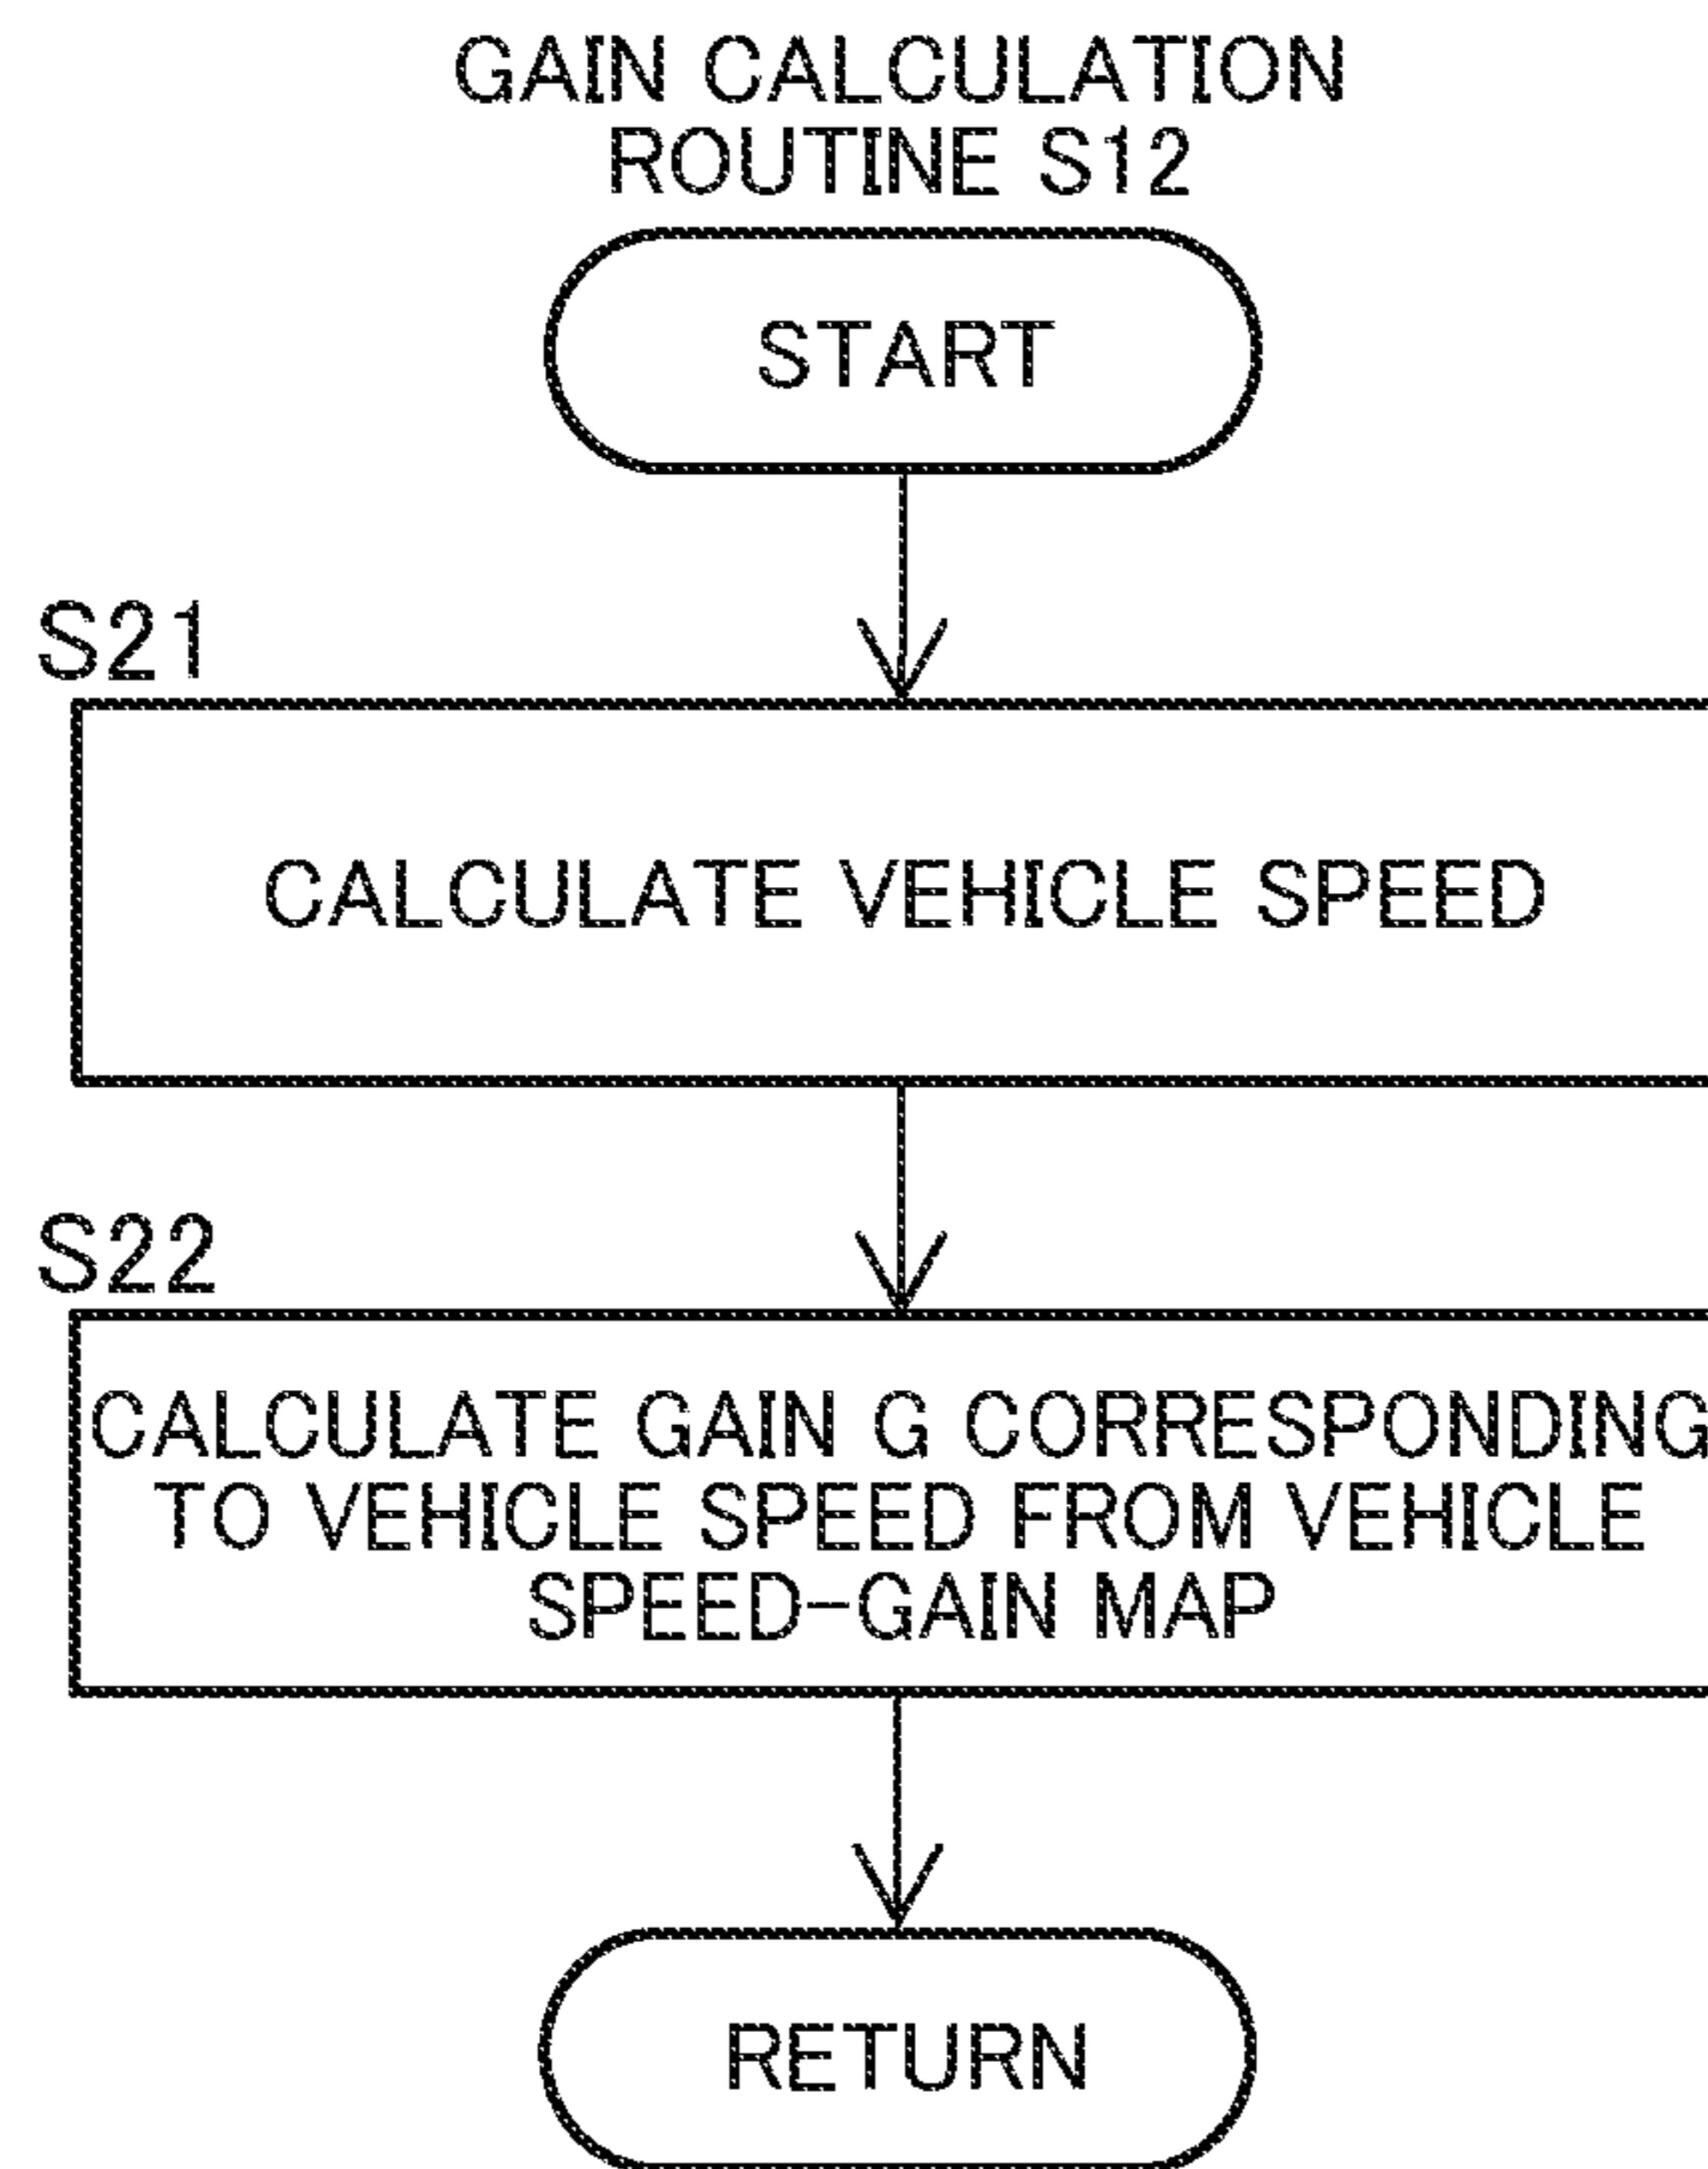 GAIN CALCULATION
ROUTINE S12
START
S21
CALCULATE VEHICLE SPEED
S22
CALCULATE GAIN G CORRESPONDING
TO VEHICLE SPEED FROM VEHICLE
SPEED-GAIN MAP
RETURN